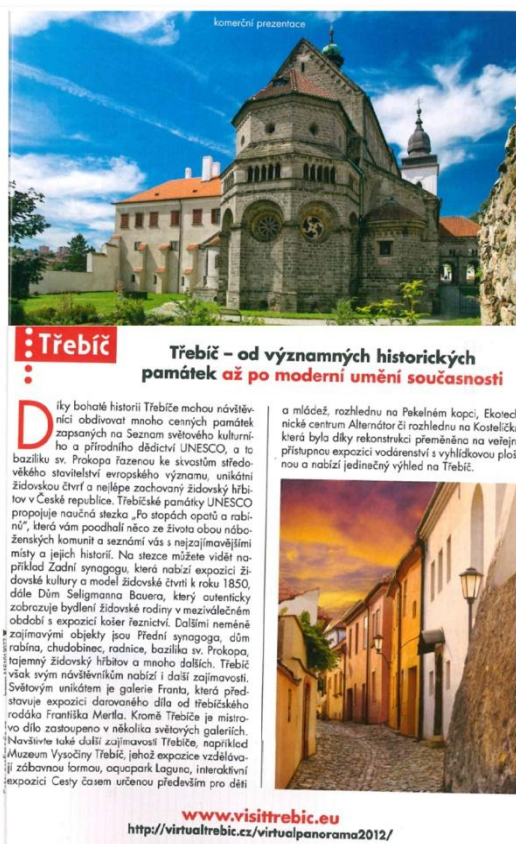 komerční prezentace
Třebíč
Třebíč – od významných historických
památek až po moderní umění současnosti
Díky bohaté historii Třebíče mohou návštěv-
níci obdivovat mnoho cenných památek
zapsaných na Seznam světového kulturní-
ho a přírodního dědictví UNESCO, a to
baziliku sv. Prokopa řazenou ke skvostům středo-
věkého stavitelství evropského významu, unikátní
židovskou čtvrť a nejlépe zachovaný židovský hřbi-
tov v České republice. Třebíčské památky UNESCO
propojuje naučná stezka „Po stopách opatů a rabí-
nů“, která vám poodhalí něco ze života obou nábo-
ženských komunit a seznámí vás s nejzajímavějšími
místy a jejich historií. Na stezce můžete vidět na-
příklad Zadní synagogu, která nabízí expozici ži-
dovské kultury a model židovské čtvrti k roku 1850,
dále Dům Seligmanna Bauera, který autenticky
zobrazuje bydlení židovské rodiny v meziválečném
období s expozicí košer řeznictví. Dalšími neméně
zajímavými objekty jsou Přední synagoga, dům
rabína, chudobinec, radnice, bazilika sv. Prokopa,
tajemný židovský hřbitov a mnoho dalších. Třebíč
však svým návštěvníkům nabízí i další zajímavosti.
Světovým unikátem je galerie Franta, která před-
stavuje expozici darovaného díla od třebíčského
rodáka Františka Mertla. Kromě Třebíče je mistro-
vo dílo zastoupeno v několika světových galeriích.
Navštivte také další zajímavosti Třebíče, například
Muzeum Vysočiny Třebíč, jehož expozice vzděláva-
jí zábavnou formou, aquapark Laguna, interaktivní
expozici Cesty časem určenou především pro děti
a mládež, rozhlednu na Pekelném kopci, Ekotech
nické centrum Alternátor či rozhlednu na Kostelíčku
která byla díky rekonstrukci přeměněna na veřejn
přístupnou expozici vodárenství s vyhlídkovou ploš
nou a nabízí jedinečný výhled na Třebíč.
www.visittrebic.eu
http://virtualtrebic.cz/virtualpanorama2012/